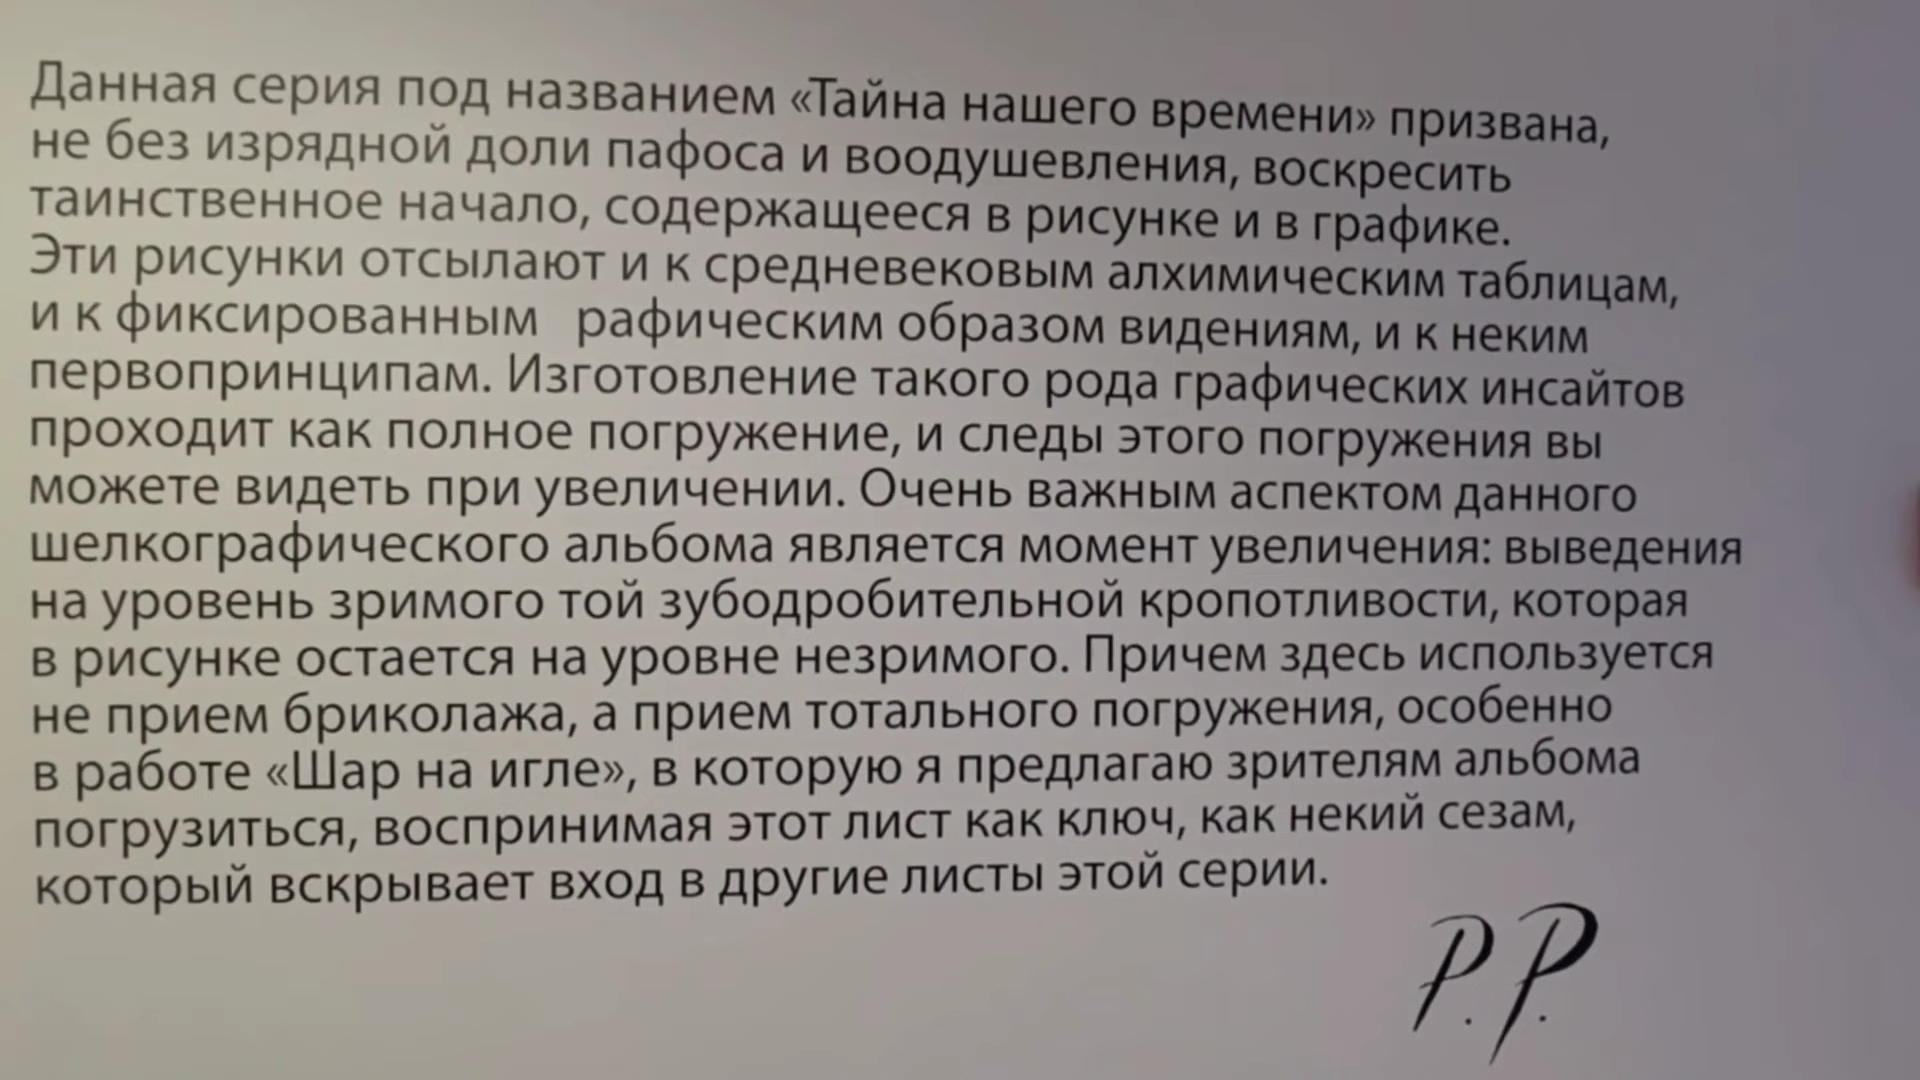 Данная серия под названием «Тайна нашего времени» призвана,
не без изрядной доли пафоса и воодушевления, воскресить
таинственное начало, содержащееся в рисунке и в графике.
Эти рисунки отсылают и к средневековым алхимическим таблицам,
и к фиксированным рафическим образом видениям, и к неким
первопринципам. Изготовление такого рода графических инсайтов
проходит как полное погружение, и следы этого погружения вы
можете видеть при увеличении. Очень важным аспектом данного
шелкографического альбома является момент увеличения: выведения
на уровень зримого той зубодробительной кропотливости, которая
в рисунке остается на уровне незримого. Причем здесь используется
не прием бриколажа, а прием тотального погружения, особенно
в работе «Шар на игле», в которую я предлагаю зрителям альбома
погрузиться, воспринимая этот лист как ключ, как некий сезам,
который вскрывает вход в другие листы этой серии.
P.P.